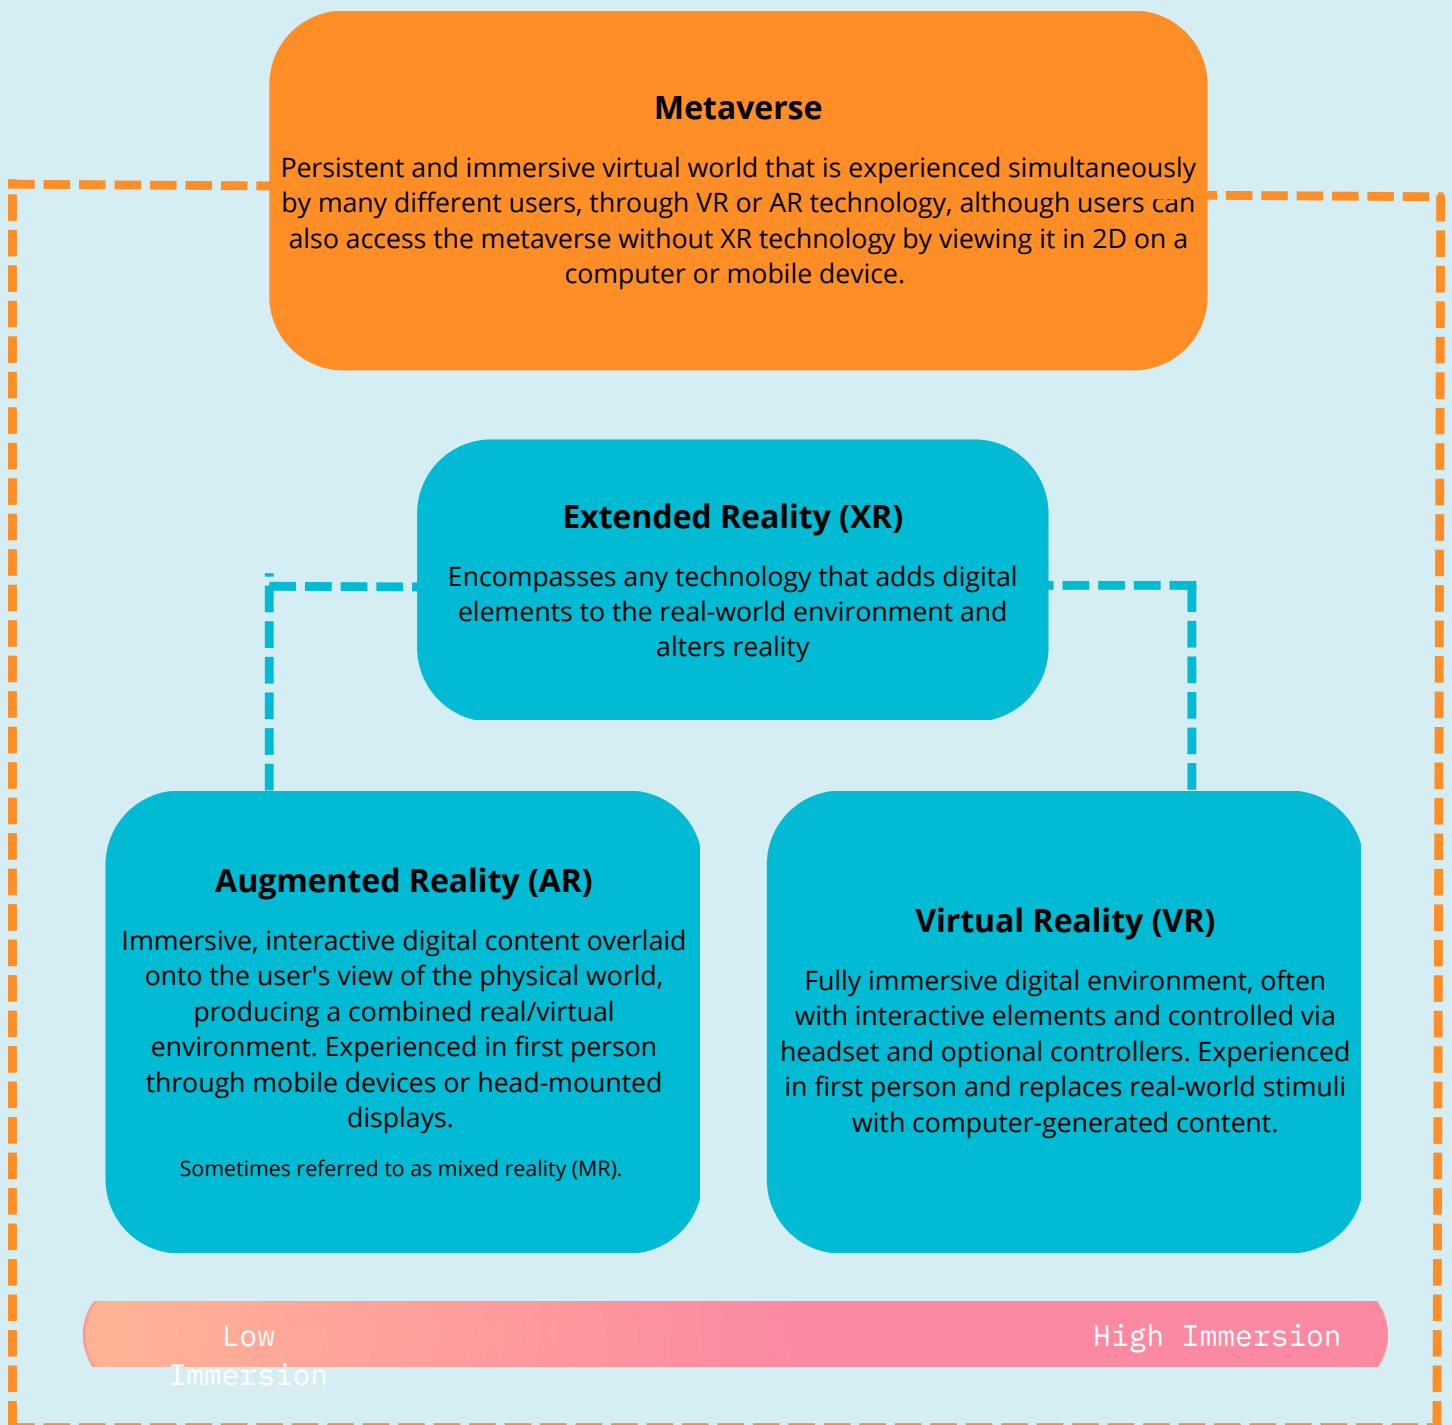 Metaverse
Persistent and immersive virtual world that is experienced simultaneously
by many different users, through VR or AR technology, although users can
also access the metaverse without XR technology by viewing it in 2D on a
computer or mobile device.
Extended Reality (XR)
Encompasses any technology that adds digital
elements to the real-world environment and
alters reality
Augmented Reality (AR)
Immersive, interactive digital content overlaid
onto the user's view of the physical world,
producing a combined real/virtual
environment. Experienced in first person
through mobile devices or head-mounted
displays.
Sometimes referred to as mixed reality (MR).
Virtual Reality (VR)
Fully immersive digital environment, often
with interactive elements and controlled via
headset and optional controllers. Experienced
in first person and replaces real-world stimuli
with computer-generated content.
Low
Immersion
High Immersion